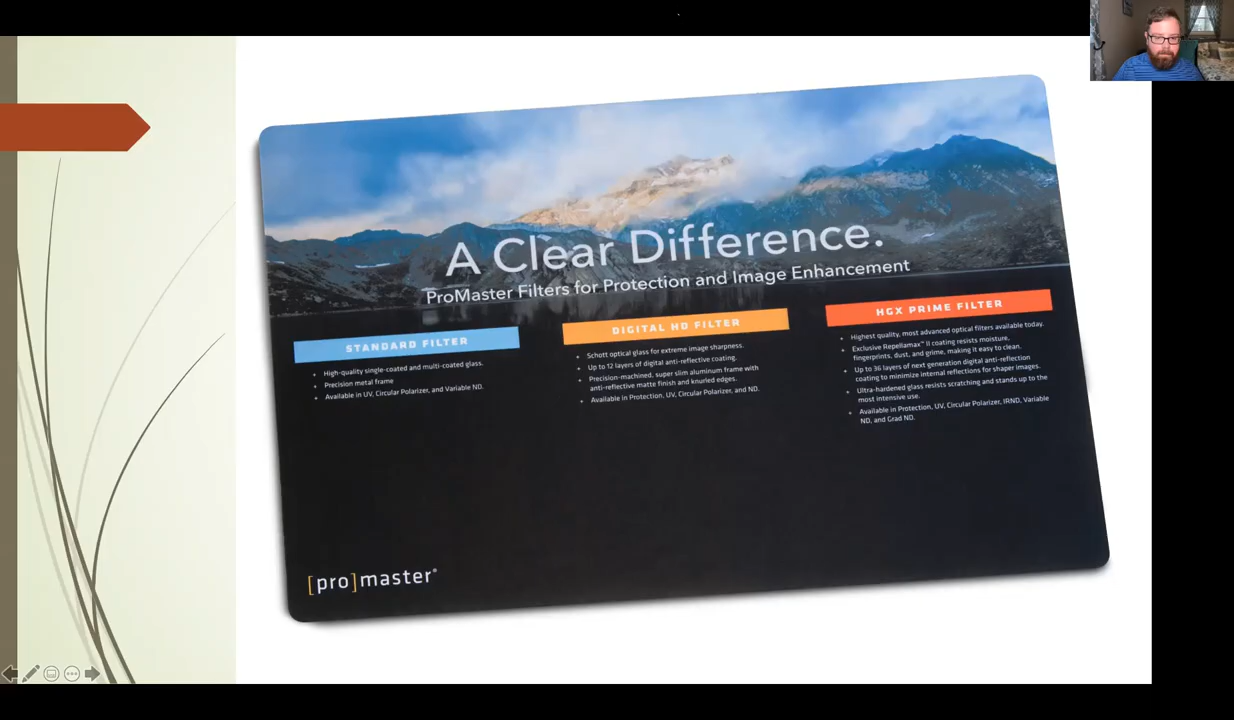 A Clear Difference.
ProMaster Filters for Protection and Image Enhancement
STANDARD FILTER
• High-quality single-coated and multi-coated glass.
• Precision metal frame
• Available in UV, Circular Polarizer, and Variable ND.
DIGITAL HD FILTER
• Schott optical glass for extreme image sharpness.
• Up to 12 layers of digital anti-reflective coating.
• Precision-machined, super slim aluminum frame with
anti-reflective matte finish and knurled edges.
• Available in Protection, UV, Circular Polarizer, and ND.
HGX PRIME FILTER
• Highest quality, most advanced optical filters available today.
• Exclusive Repellamax™ II coating resists moisture,
fingerprints, dust, and grime, making it easy to clean.
• Up to 36 layers of next generation digital anti-reflection
coating to minimize internal reflections for shaper images.
• Ultra-hardened glass resists scratching and stands up to the
most intensive use.
• Available in Protection, UV, Circular Polarizer, IRND, Variable
ND, and Grad ND.
[pro]master®